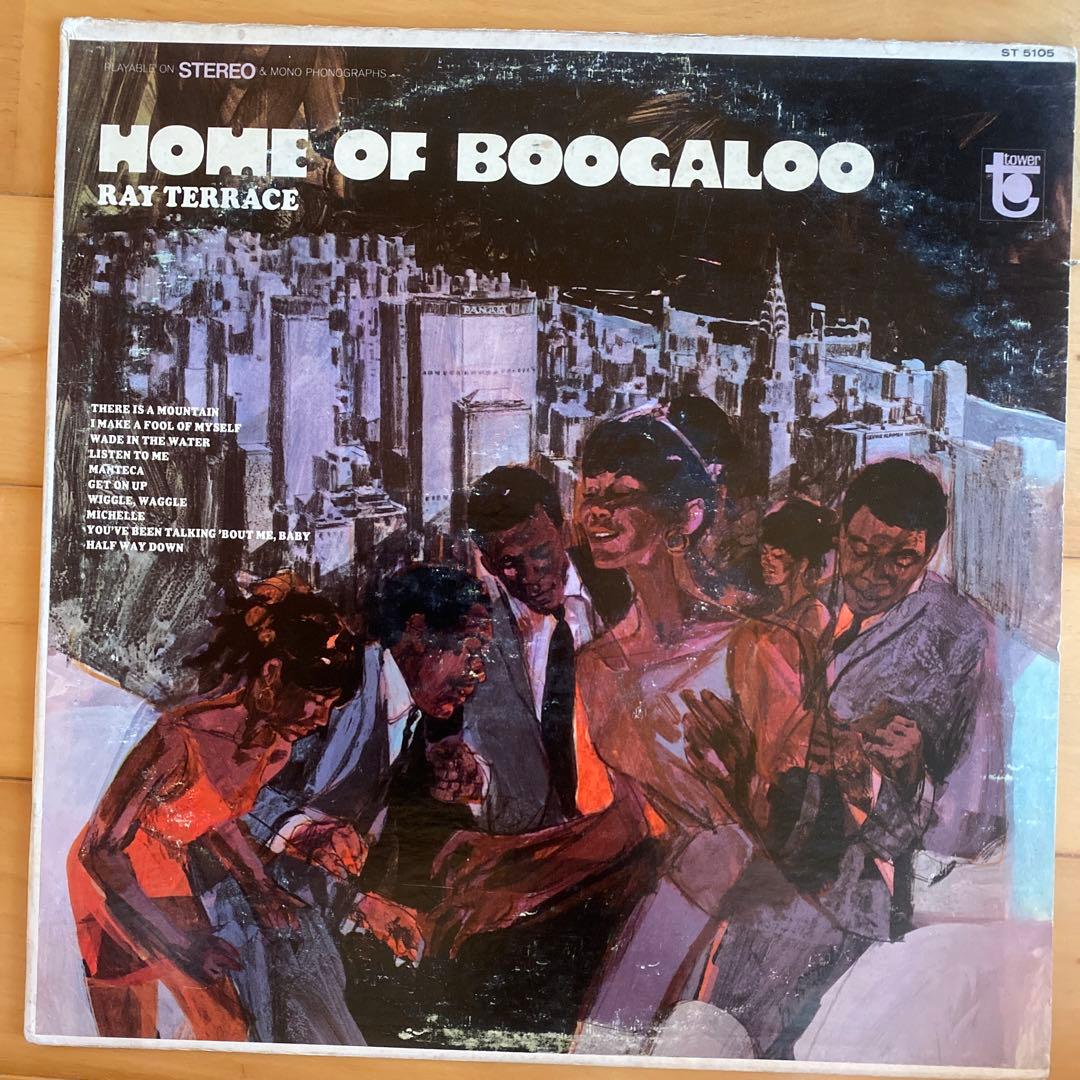 PLAYABLE ON STEREO & MONO PHONOGRAPHS
ST 5105
HOME OF BOOGALOO
RAY TERRACE
tower
PAN AM
THERE IS A MOUNTAIN
I MAKE A FOOL OF MYSELF
WADE IN THE WATER
LISTEN TO ME
MANTECA
GET ON UP
WIGGLE, WAGGLE
MICHELLE
YOU'VE BEEN TALKING 'BOUT ME, BABY
HALF WAY DOWN